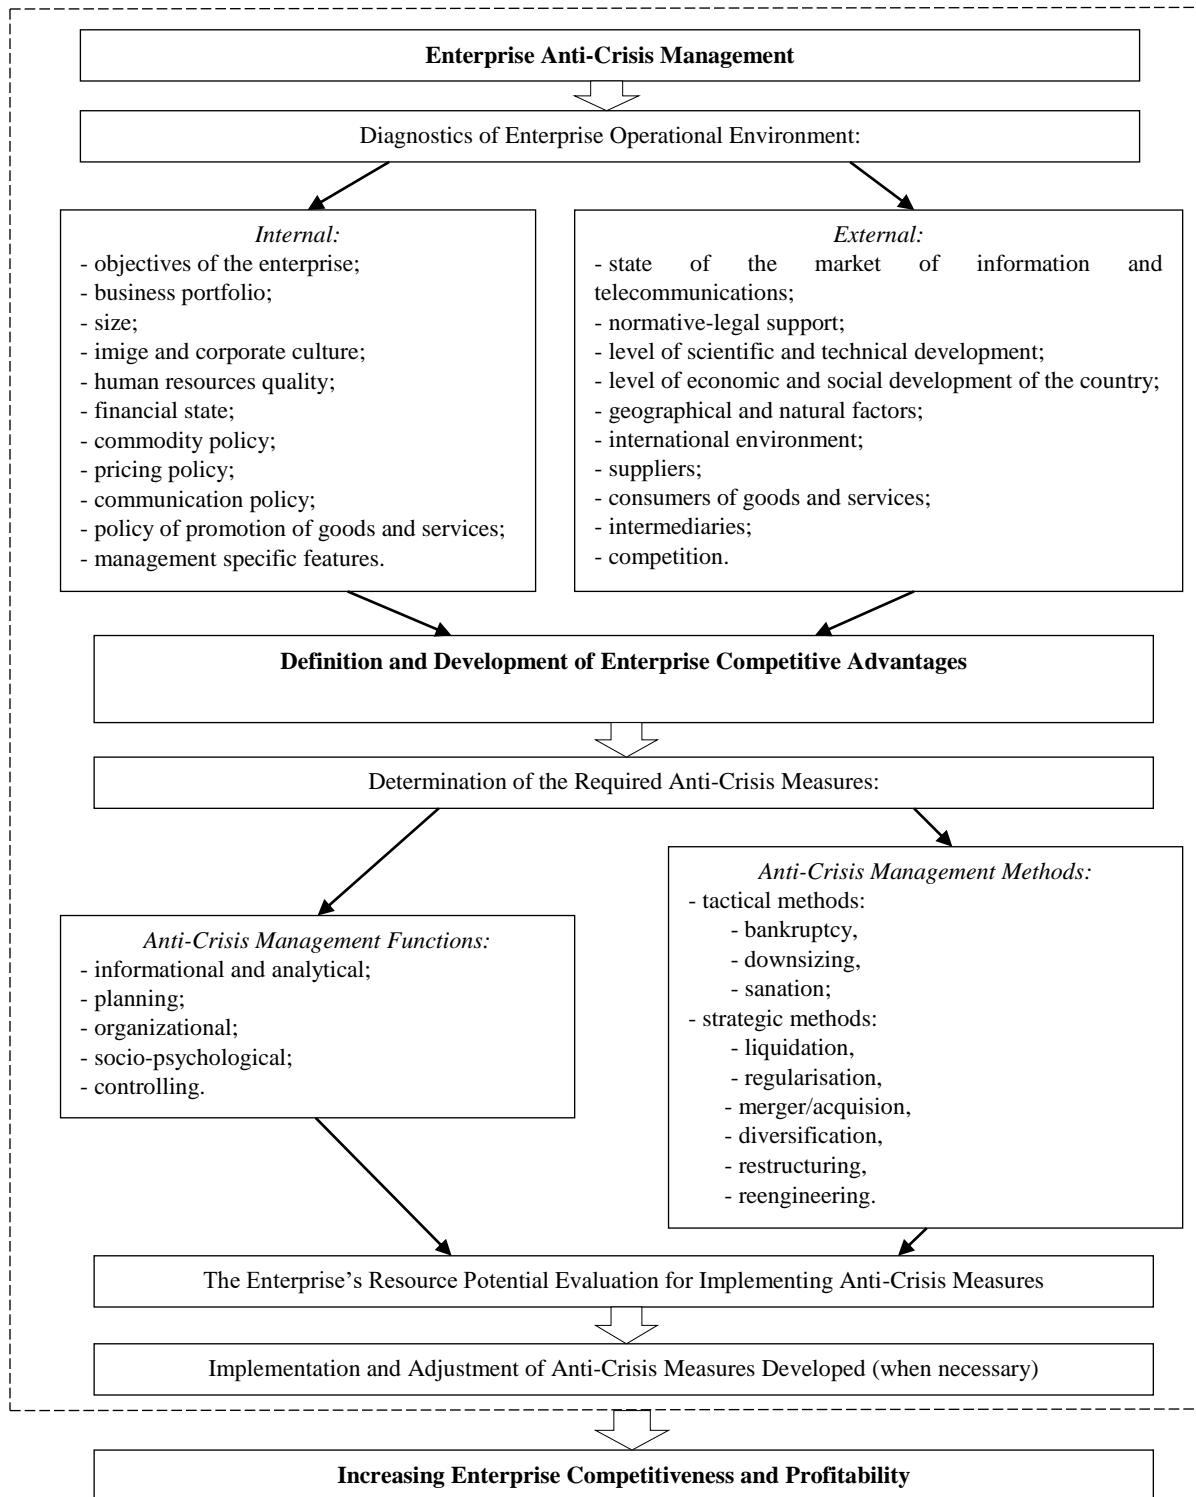 Enterprise Anti-Crisis Management
Diagnostics of Enterprise Operational Environment:
Internal:
- objectives of the enterprise;
- business portfolio;
- size;
- imige and corporate culture;
- human resources quality;
- financial state;
- commodity policy;
- pricing policy;
- communication policy;
- policy of promotion of goods and services;
- management specific features.
External:
- state of the market of information and
telecommunications;
- normative-legal support;
- level of scientific and technical development;
- level of economic and social development of the country;
- geographical and natural factors;
- international environment;
- suppliers;
- consumers of goods and services;
- intermediaries;
- competition.
Definition and Development of Enterprise Competitive Advantages
Determination of the Required Anti-Crisis Measures:
Anti-Crisis Management Functions:
- informational and analytical;
- planning;
- organizational;
- socio-psychological;
- controlling.
Anti-Crisis Management Methods:
- tactical methods:
- bankruptcy,
- downsizing,
- sanation;
- strategic methods:
- liquidation,
- regularisation,
- merger/acquision,
- diversification,
- restructuring,
- reengineering.
The Enterprise's Resource Potential Evaluation for Implementing Anti-Crisis Measures
Implementation and Adjustment of Anti-Crisis Measures Developed (when necessary)
Increasing Enterprise Competitiveness and Profitability